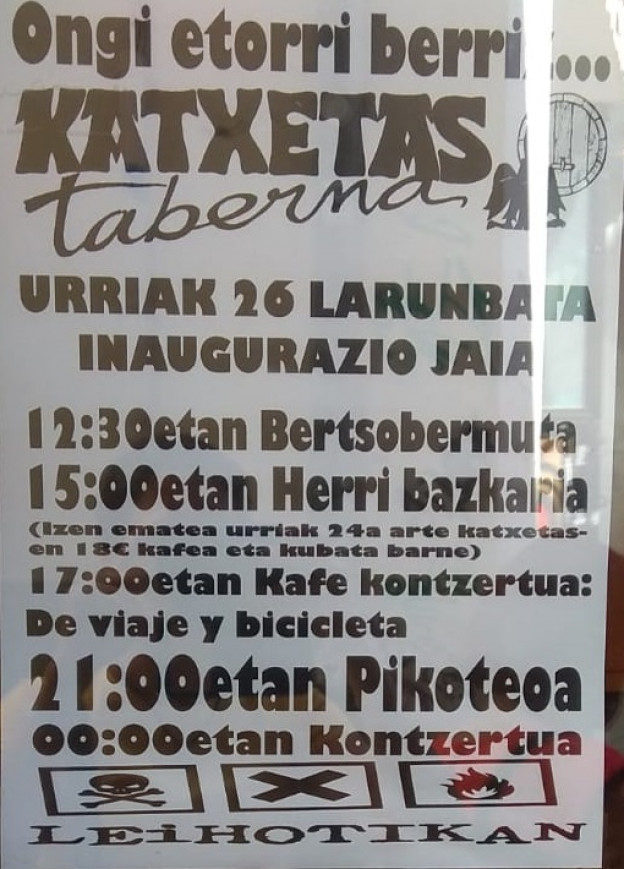 Ongi etorri berriz...
KATXETAS
taberna
URRIAK 26 LARUNBATA
INAUGURAZIO JAIA
12:30etan Bertsobermuta
15:00etan Herri bazkaria
(Izen ematea urriak 24a arte katxetas-
en 18€ kafea eta kubata barne)
17:00etan Kafe kontzertua:
De viaje y bicicleta
21:00etan Pikoteoa
00:00etan Kontzertua
LEiHOTIKAN